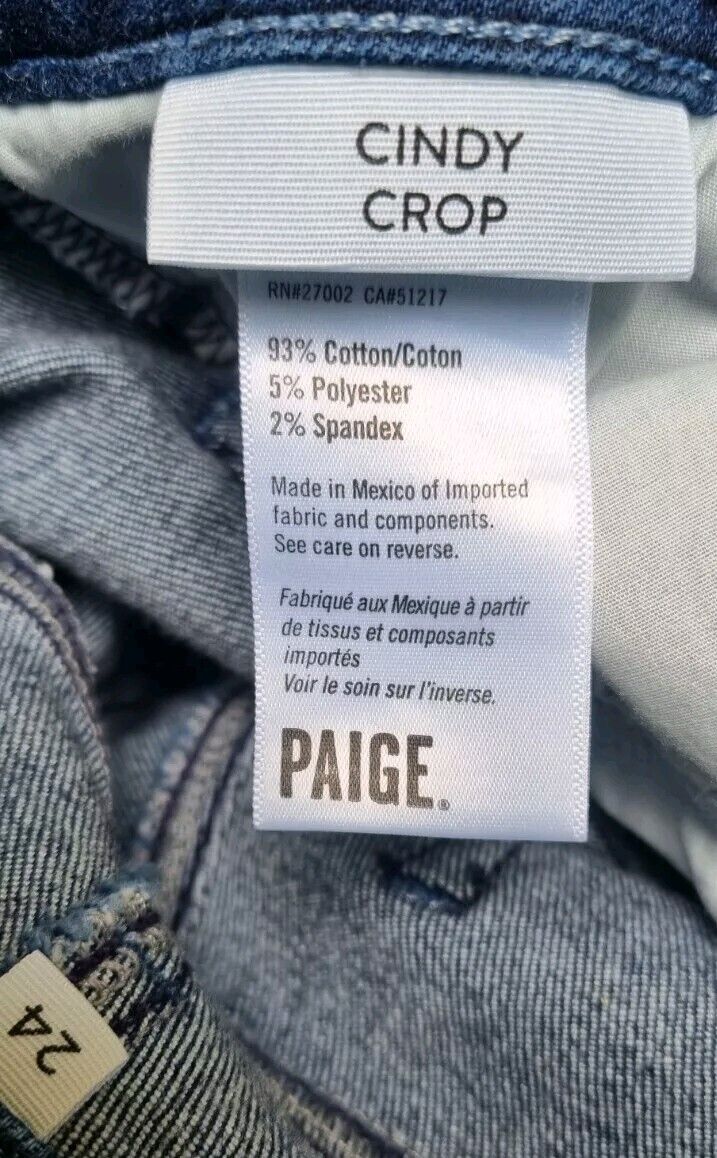 CINDY
CROP
RN#27002 CA#51217
93% Cotton/Coton
5% Polyester
2% Spandex
Made in Mexico of Imported
fabric and components.
See care on reverse.
Fabriqué aux Mexique à partir
de tissus et composants
importés
Voir le soin sur l'inverse.
PAIGE®
24